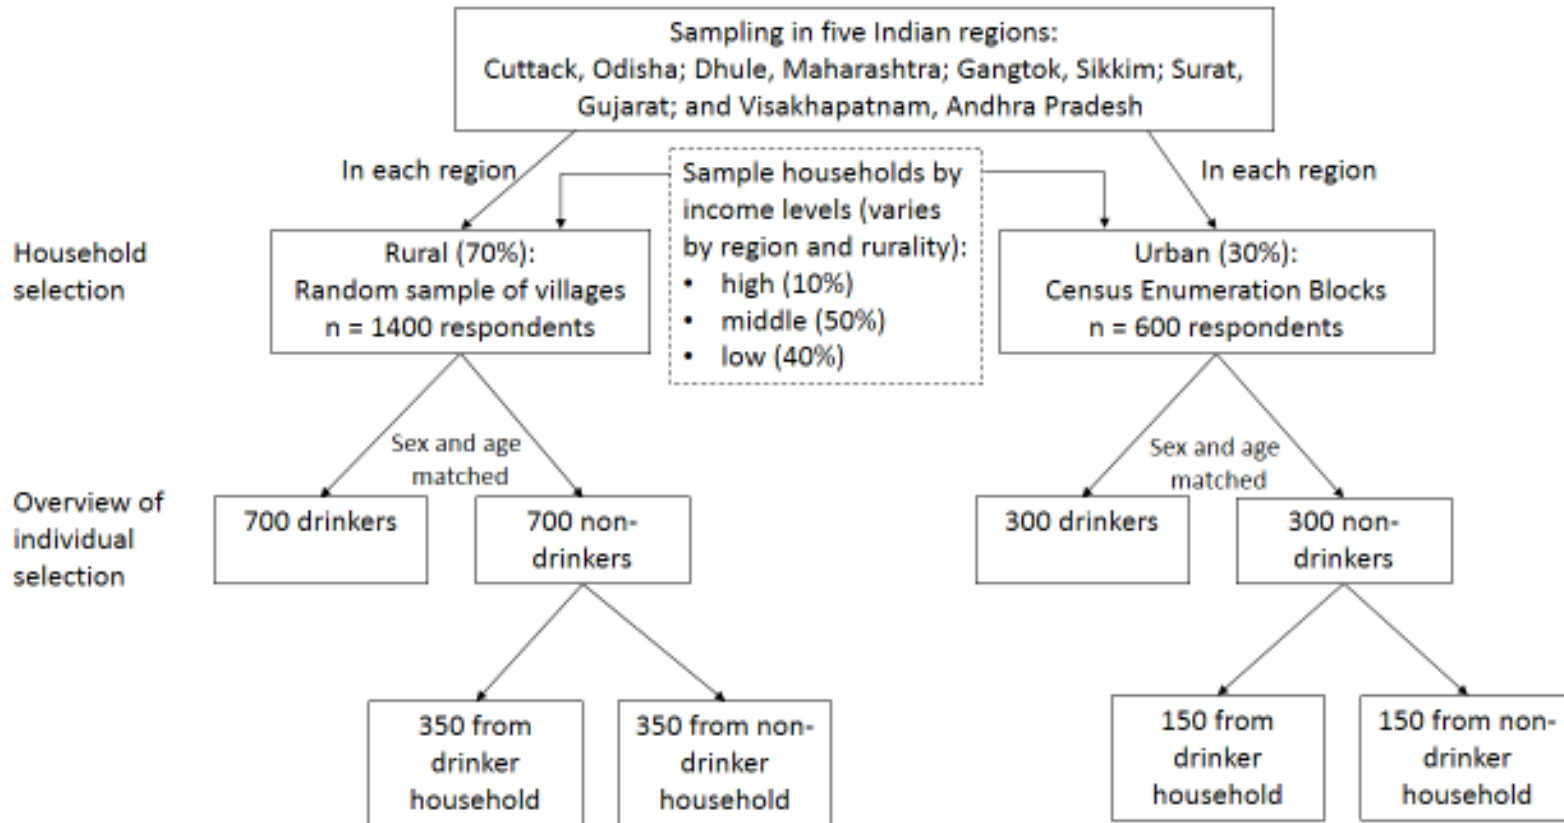 Sampling in five Indian regions:
Cuttack, Odisha; Dhule, Maharashtra; Gangtok, Sikkim; Surat,
Gujarat; and Visakhapatnam, Andhra Pradesh
In each region
In each region
Sample households by
income levels (varies
by region and rurality):
• high (10%)
• middle (50%)
• low (40%)
Household
selection
Rural (70%):
Random sample of villages
n = 1400 respondents
Urban (30%):
Census Enumeration Blocks
n = 600 respondents
Sex and age
matched
Sex and age
matched
Overview of
individual
selection
700 drinkers
700 non-
drinkers
300 drinkers
300 non-
drinkers
350 from
drinker
household
350 from non-
drinker
household
150 from
drinker
household
150 from non-
drinker
household